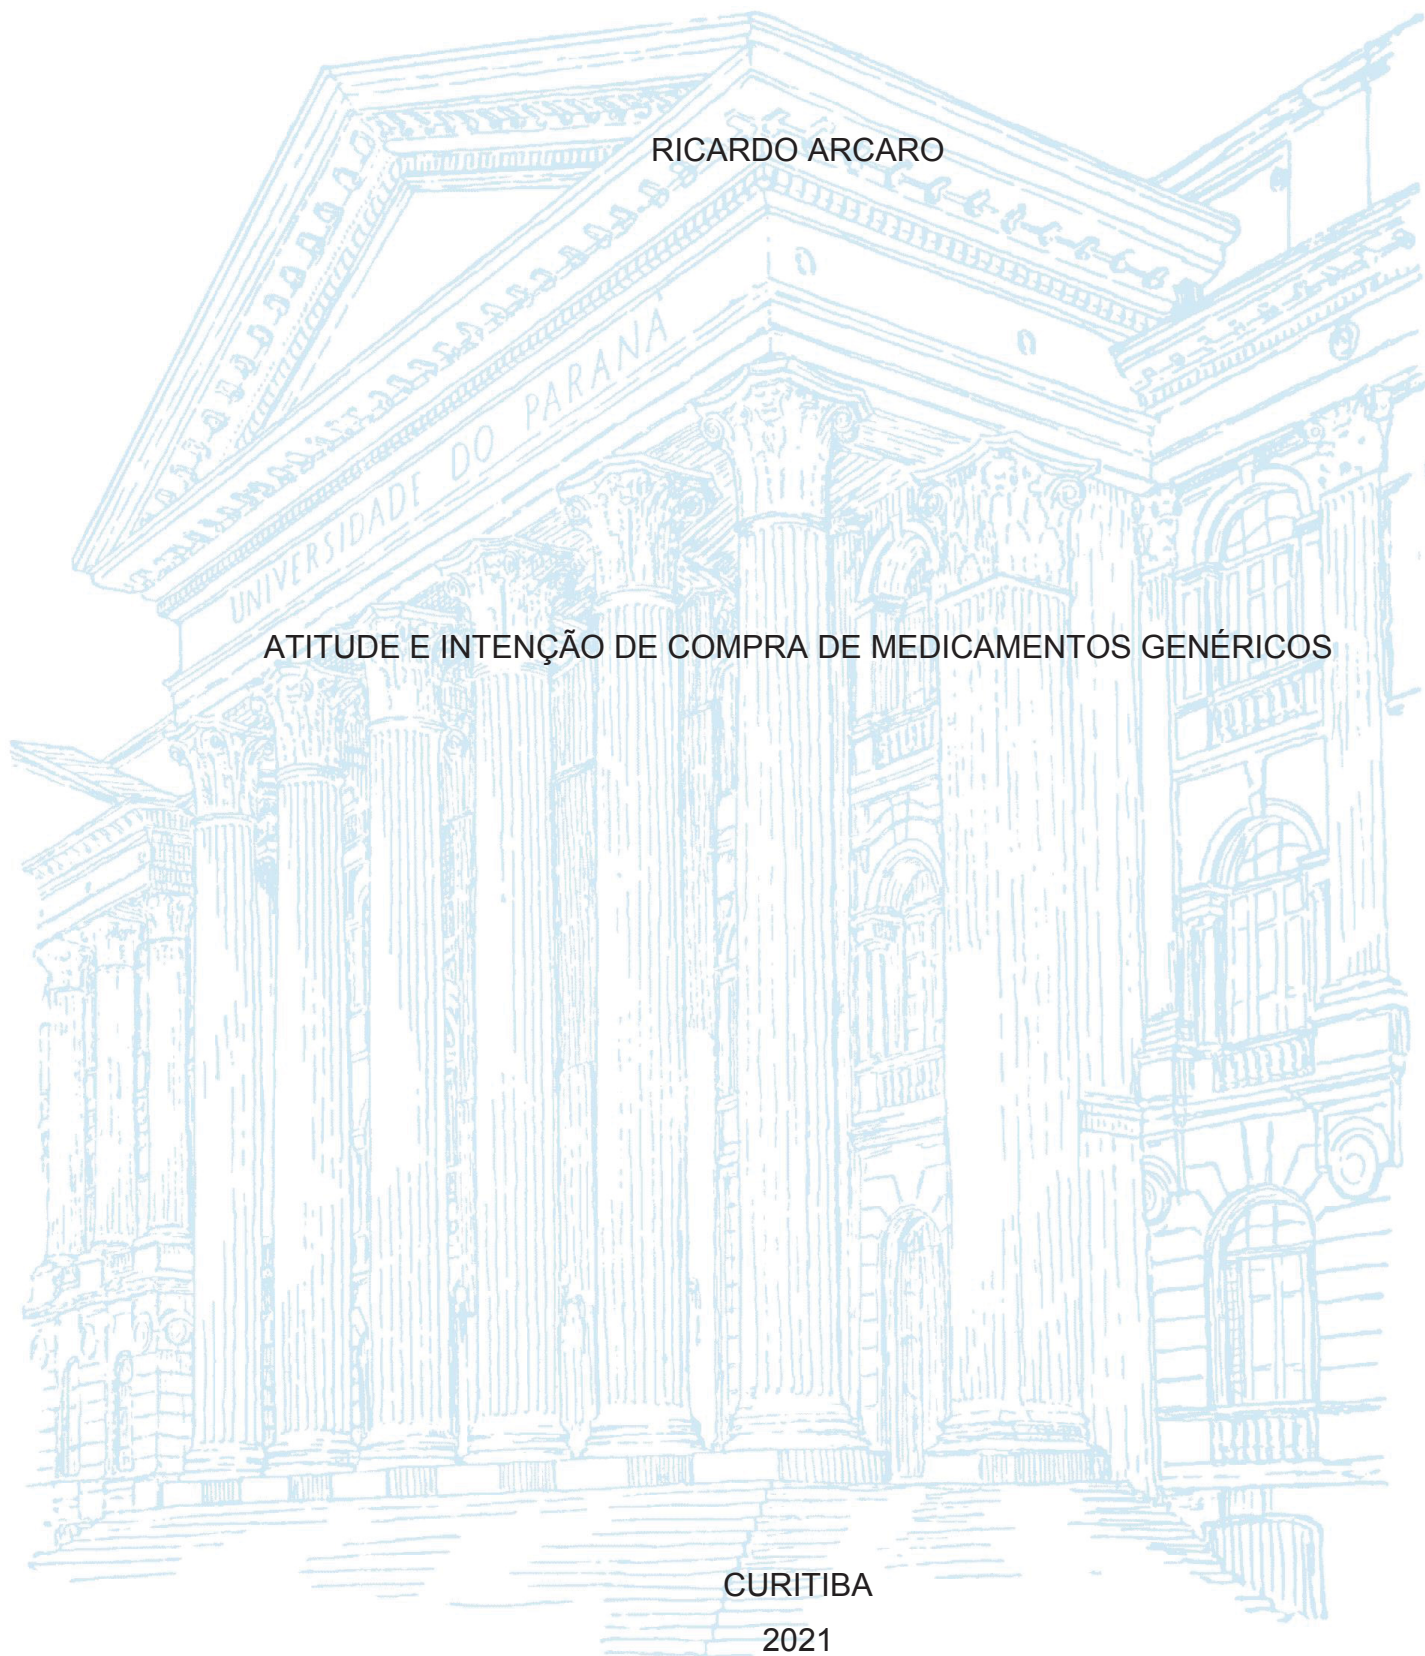 RICARDO ARCARO
UNIVERSIDADE DO PARANÁ
ATITUDE E INTENÇÃO DE COMPRA DE MEDICAMENTOS GENÉRICOS
CURITIBA
2021